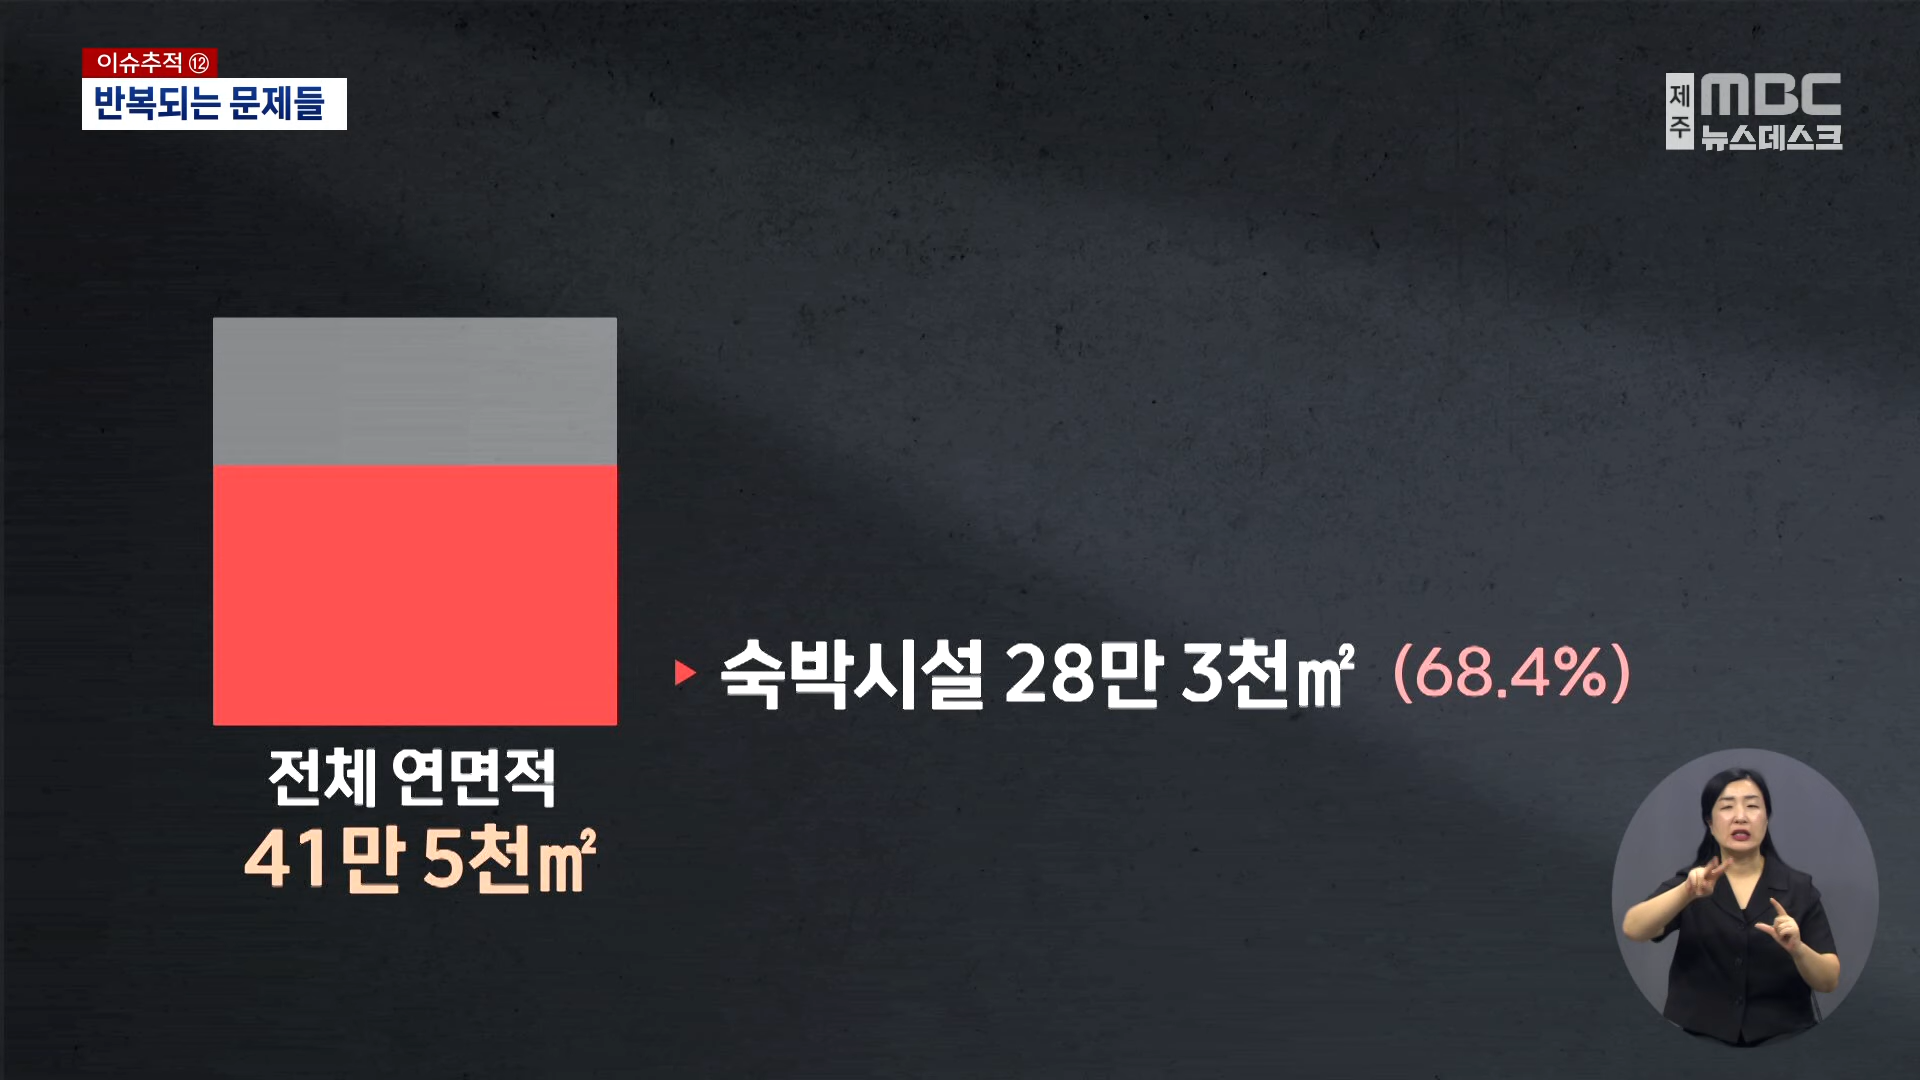 이슈추적 ⑫
반복되는 문제들
제주 MBC
뉴스데스크
▶ 숙박시설 28만 3천㎡ (68.4%)
전체 연면적
41만 5천㎡